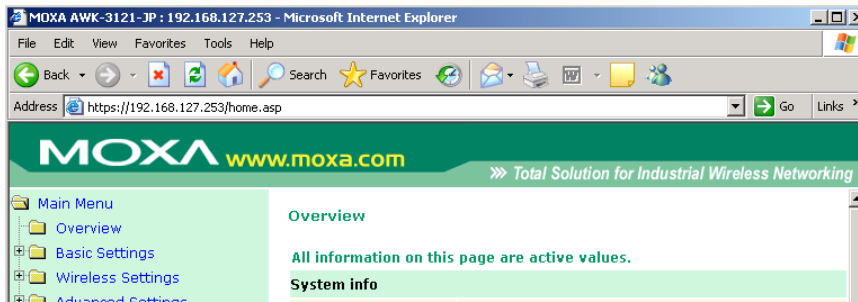 MOXA AWK-3121-JP : 192.168.127.253 - Microsoft Internet Explorer
File Edit View Favorites Tools Help
Back Search Favorites
Address https://192.168.127.253/home.asp Go Links »
MOXA www.moxa.com
»» Total Solution for Industrial Wireless Networking
Main Menu
Overview
Basic Settings
Wireless Settings
Advanced Settings
Overview
All information on this page are active values.
System info